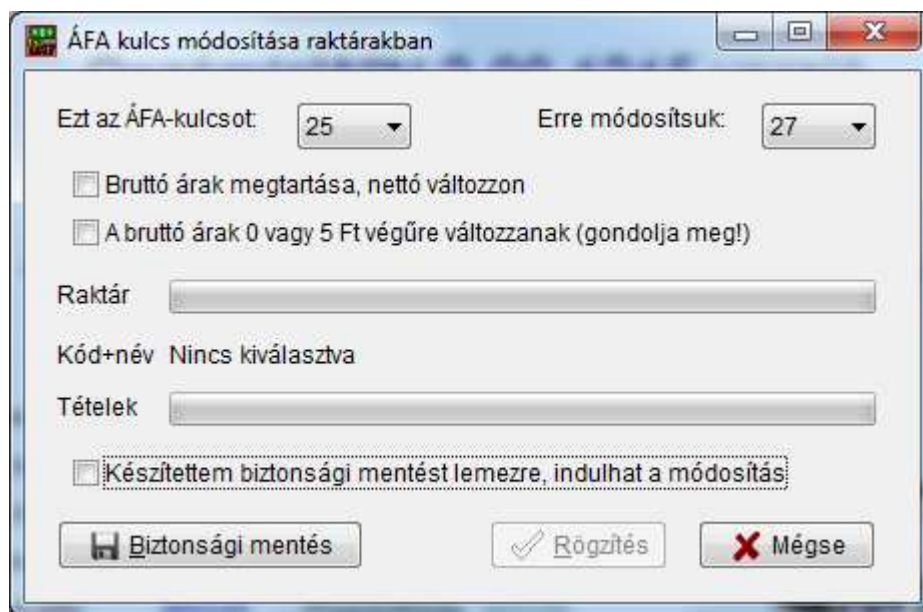 ÁFA kulcs módosítása raktárakban
Ezt az ÁFA-kulcsot: 25 Erre módosítsuk: 27
Bruttó árak megtartása, nettó változzon
A bruttó árak 0 vagy 5 Ft végűre változzanak (gondolja meg!)
Raktár
Kód+név Nincs kiválasztva
Tételek
Készítettem biztonsági mentést lemezre, indulhat a módosítás
Biztonsági mentés Rögzítés Mégse